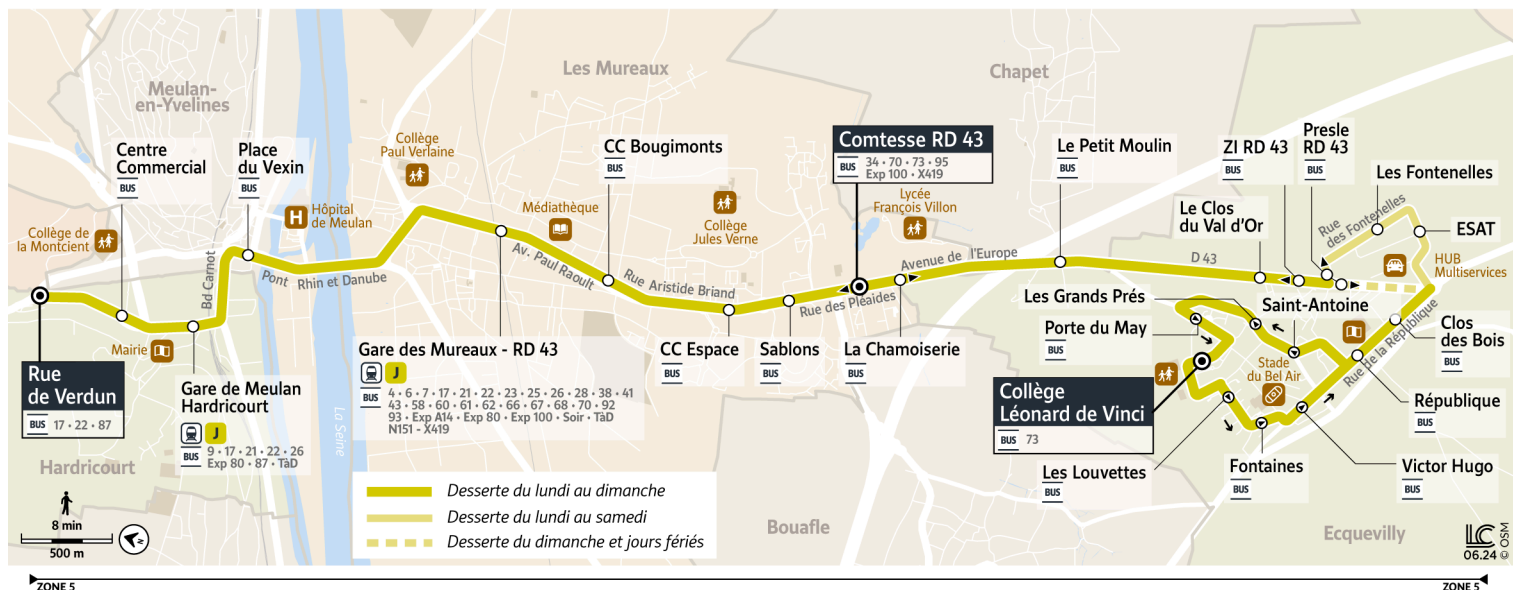 Meulan-
en-Yvelines
Les Mureaux
Chapet
Centre
Commercial
BUS
Place
du Vexin
BUS
Collège
Paul Verlaine
CC Bougimonts
BUS
Comtesse RD 43
BUS
34 • 70 • 73 • 95
Exp 100 • X419
Le Petit Moulin
BUS
ZI RD 43
BUS
Presle
RD 43
BUS
Les Fontenelles
Collège de
la Montcient
H
Hôpital
de Meulan
Médiathèque
Collège
Jules Verne
Lycée
François Villon
Le Clos
du Val d'Or
Rue
des Fontenelles
ESAT
HUB
Multiservices
Bd Carnot
Pont Rhin et Danube
Av. Paul Raoult
Rue Aristide Briand
Rue des Pléaides
Avenue de l'Europe
D 43
Rue de la République
Mairie
Rue
de Verdun
BUS
17 • 22 • 87
Gare de Meulan
Hardricourt
J
BUS
9 • 17 • 21 • 22 • 26
Exp 80 • 87 • TàD
La Seine
Gare des Mureaux - RD 43
J
BUS
4 • 6 • 7 • 17 • 21 • 22 • 23 • 25 • 26 • 28 • 38 • 41
43 • 58 • 60 • 61 • 62 • 66 • 67 • 68 • 70 • 92
93 • Exp A14 • Exp 80 • Exp 100 • Soir • TàD
N151 - X419
CC Espace
BUS
Sablons
BUS
La Chamoiserie
BUS
Les Grands Prés
Porte du May
BUS
Saint-Antoine
Stade
du Bel Air
Clos
des Bois
BUS
Collège
Léonard de Vinci
BUS
73
République
BUS
Les Louvettes
BUS
Fontaines
BUS
Victor Hugo
BUS
Hardricourt
Bouafle
Ecquevilly
8 min
500 m
N
Desserte du lundi au dimanche
Desserte du lundi au samedi
Desserte du dimanche et jours fériés
LC
06.24 © OSM
ZONE 5
ZONE 5